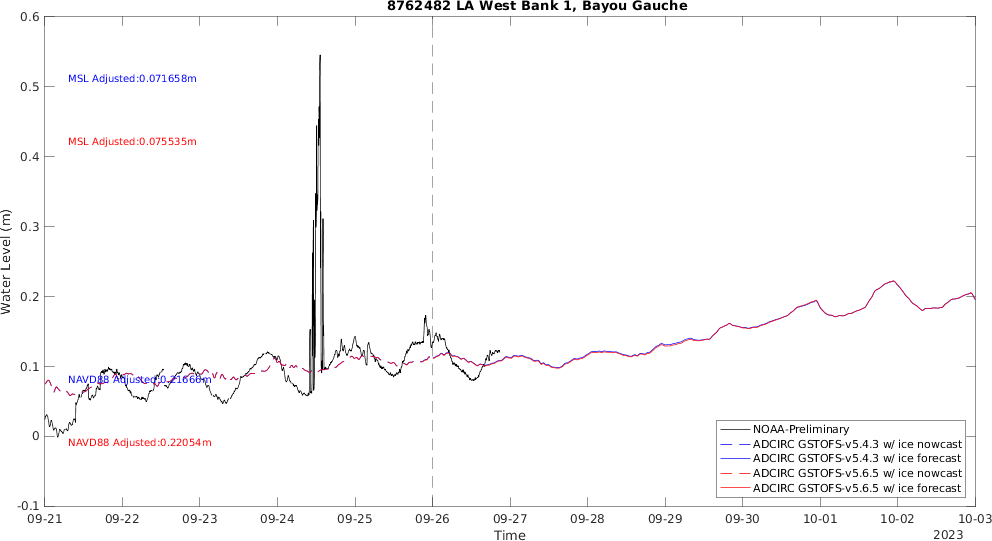 8762482 LA West Bank 1, Bayou Gauche
0.6
0.5
0.4
0.3
0.2
0.1
0
-0.1
Water Level (m)
MSL Adjusted:0.071658m
MSL Adjusted:0.075535m
NAVD88 Adjusted:0.21666m
NAVD88 Adjusted:0.22054m
NOAA-Preliminary
ADCIRC GSTOFS-v5.4.3 w/ ice nowcast
ADCIRC GSTOFS-v5.4.3 w/ ice forecast
ADCIRC GSTOFS-v5.6.5 w/ ice nowcast
ADCIRC GSTOFS-v5.6.5 w/ ice forecast
09-21 09-22 09-23 09-24 09-25 09-26 09-27 09-28 09-29 09-30 10-01 10-02 10-03
Time
2023